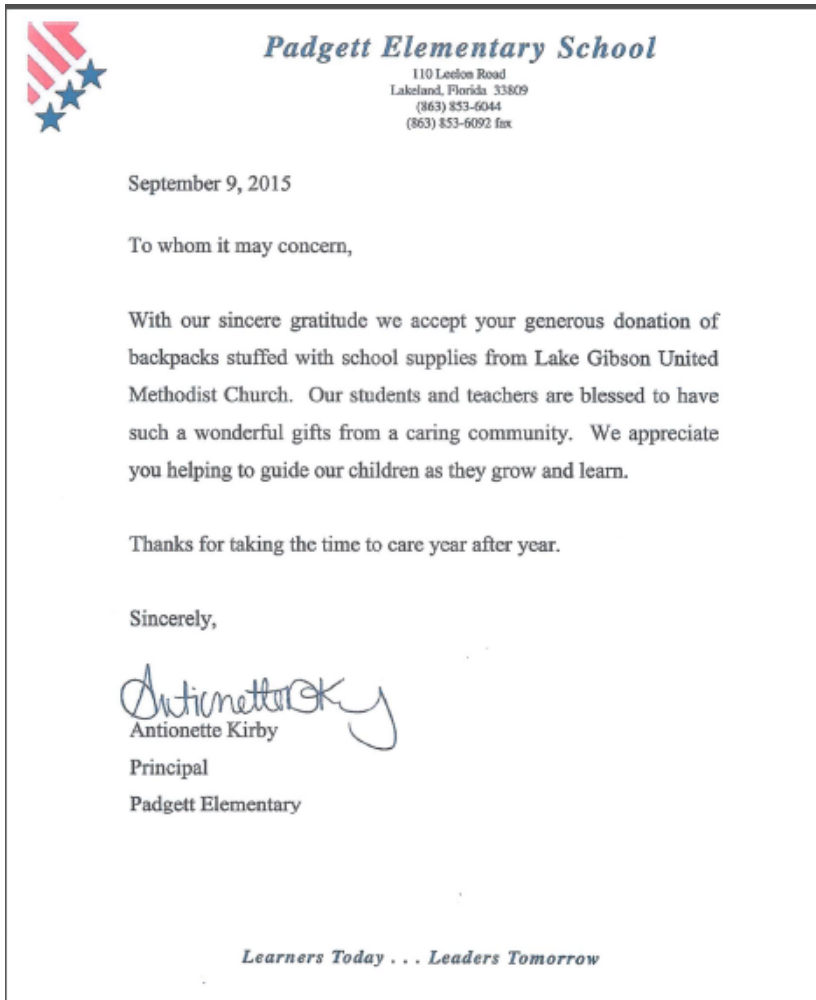 Padgett Elementary School
110 Leelon Road
Lakeland, Florida 33809
(863) 853-6044
(863) 853-6092 fax
September 9, 2015
To whom it may concern,
With our sincere gratitude we accept your generous donation of
backpacks stuffed with school supplies from Lake Gibson United
Methodist Church. Our students and teachers are blessed to have
such a wonderful gifts from a caring community. We appreciate
you helping to guide our children as they grow and learn.
Thanks for taking the time to care year after year.
Sincerely,
Antionette Kirby
Principal
Padgett Elementary
Learners Today . . . Leaders Tomorrow